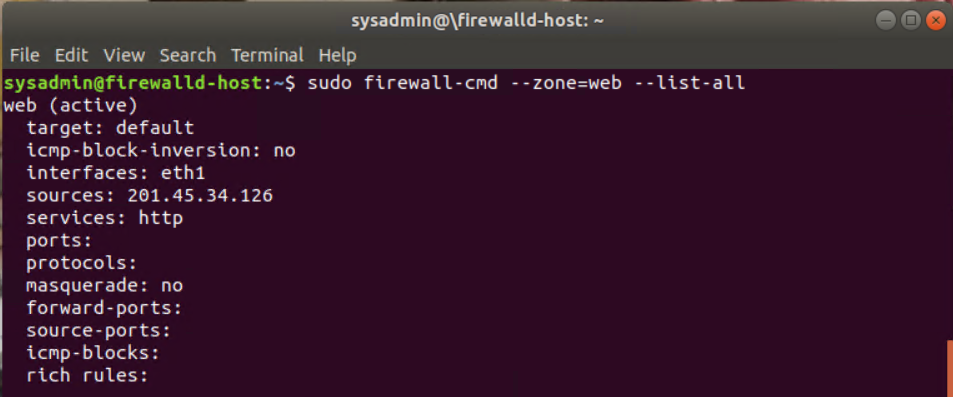 sysadmin@\firewalld-host: ~
File Edit View Search Terminal Help
sysadmin@firewalld-host:~$ sudo firewall-cmd --zone=web --list-all
web (active)
  target: default
  icmp-block-inversion: no
  interfaces: eth1
  sources: 201.45.34.126
  services: http
  ports:
  protocols:
  masquerade: no
  forward-ports:
  source-ports:
  icmp-blocks:
  rich rules: